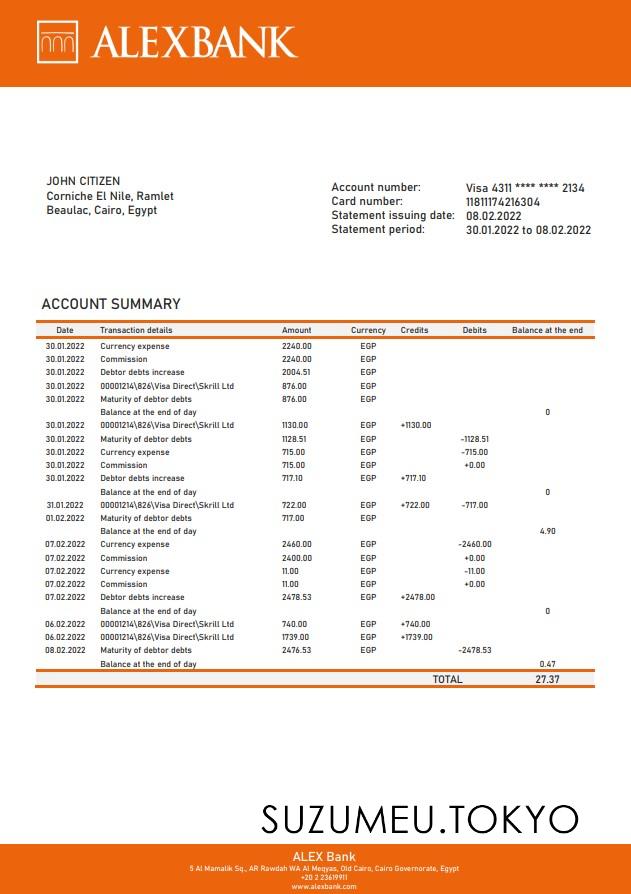 ALEXBANK
JOHN CITIZEN
Corniche El Nile, Ramlet
Beaulac, Cairo, Egypt
Account number: Visa 4311 **** **** 2134
Card number: 11811174216304
Statement issuing date: 08.02.2022
Statement period: 30.01.2022 to 08.02.2022
ACCOUNT SUMMARY
Date Transaction details Amount Currency Credits Debits Balance at the end
30.01.2022 Currency expense 2240.00 EGP
30.01.2022 Commission 2240.00 EGP
30.01.2022 Debtor debts increase 2004.51 EGP
30.01.2022 00001214\826\Visa Direct\Skrill Ltd 876.00 EGP
30.01.2022 Maturity of debtor debts 876.00 EGP
Balance at the end of day 0
30.01.2022 00001214\826\Visa Direct\Skrill Ltd 1130.00 EGP +1130.00
30.01.2022 Maturity of debtor debts 1128.51 EGP -1128.51
30.01.2022 Currency expense 715.00 EGP -715.00
30.01.2022 Commission 715.00 EGP +0.00
30.01.2022 Debtor debts increase 717.10 EGP +717.10
Balance at the end of day 0
31.01.2022 00001214\826\Visa Direct\Skrill Ltd 722.00 EGP +722.00 -717.00
01.02.2022 Maturity of debtor debts 717.00 EGP
Balance at the end of day 4.90
07.02.2022 Currency expense 2460.00 EGP -2460.00
07.02.2022 Commission 2400.00 EGP +0.00
07.02.2022 Currency expense 11.00 EGP -11.00
07.02.2022 Commission 11.00 EGP +0.00
07.02.2022 Debtor debts increase 2478.53 EGP +2478.00
Balance at the end of day 0
06.02.2022 00001214\826\Visa Direct\Skrill Ltd 740.00 EGP +740.00
06.02.2022 00001214\826\Visa Direct\Skrill Ltd 1739.00 EGP +1739.00
08.02.2022 Maturity of debtor debts 2476.53 EGP -2478.53
Balance at the end of day 0.47
TOTAL 27.37
SUZUMEU.TOKYO
ALEX Bank
5 Al Mamalik Sq., AR Rawdah WA Al Meqyas, Old Cairo, Cairo Governorate, Egypt
+20 2 23619911
www.alexbank.com